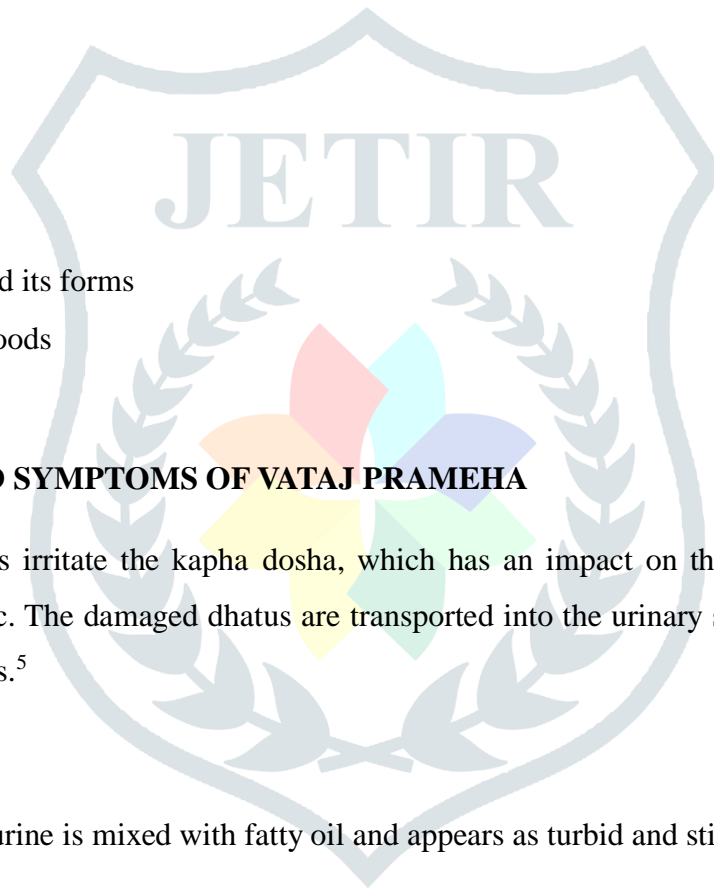 JETIR
d its forms
oods
SYMPTOMS OF VATAJ PRAMEHA
s irritate the kapha dosha, which has an impact on th
c. The damaged dhatus are transported into the urinary s
s.5
urine is mixed with fatty oil and appears as turbid and sti